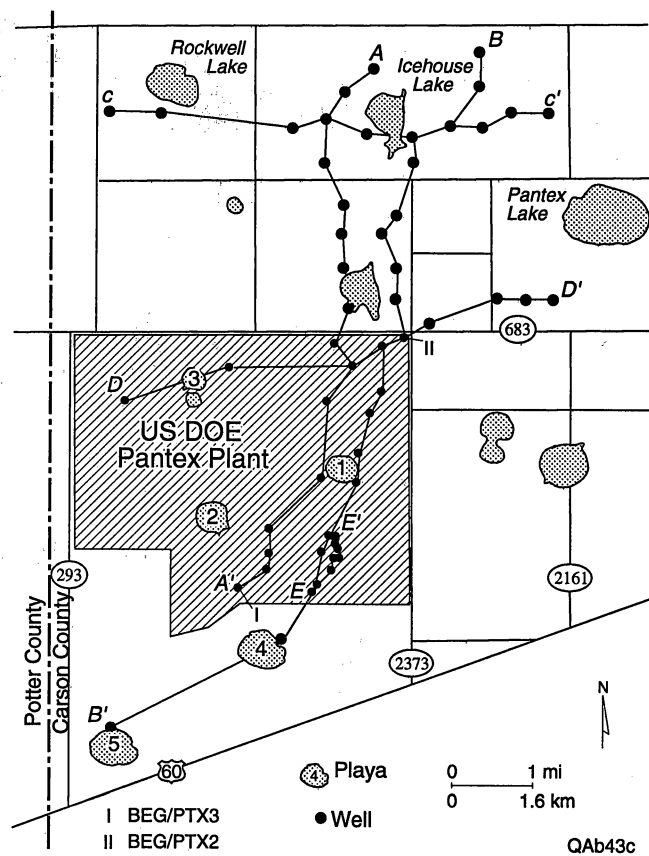 Rockwell
Lake
A
B
Icehouse
Lake
c
c'
Pantex
Lake
D'
683
II
D
3
US DOE
Pantex Plant
1
2
E'
293
A'
E
2161
I
4
2373
Potter County
Carson County
B'
5
N
60
4 Playa
0 1 mi
0 1.6 km
Well
I BEG/PTX3
II BEG/PTX2
QAb43c